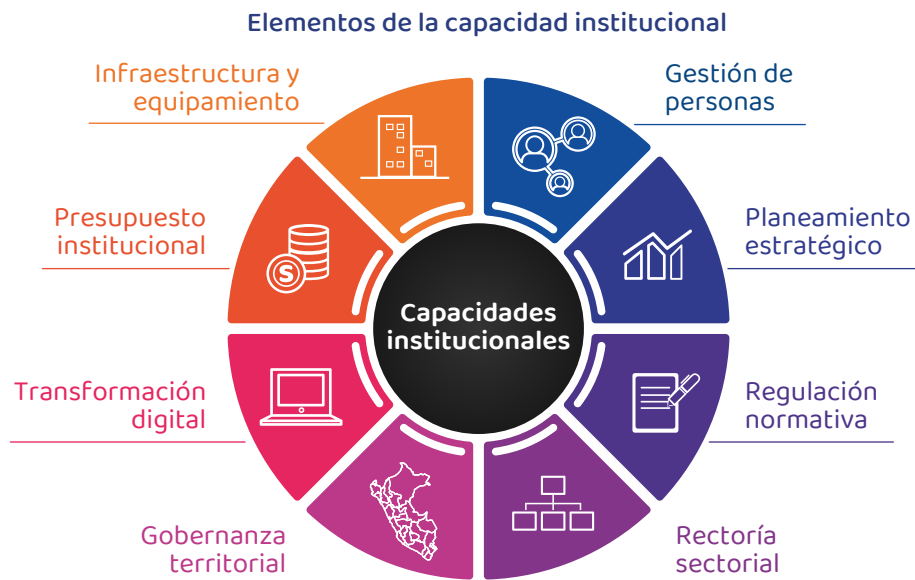 Elementos de la capacidad institucional
Infraestructura y
equipamiento
Gestión de
personas
Presupuesto
institucional
Planeamiento
estratégico
S
Capacidades
institucionales
Transformación
digital
Regulación
normativa
Gobernanza
territorial
Rectoría
sectorial